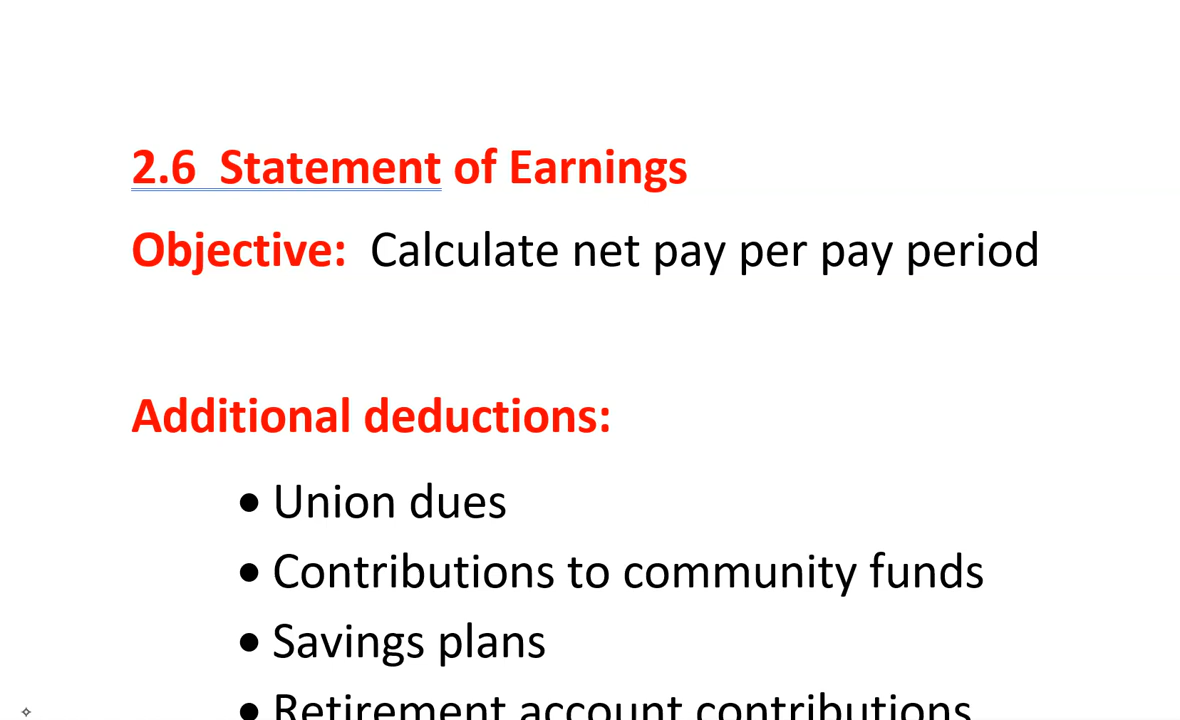 2.6  Statement of Earnings
Objective:  Calculate net pay per pay period
Additional deductions:
• Union dues
• Contributions to community funds
• Savings plans
• Retirement account contributions